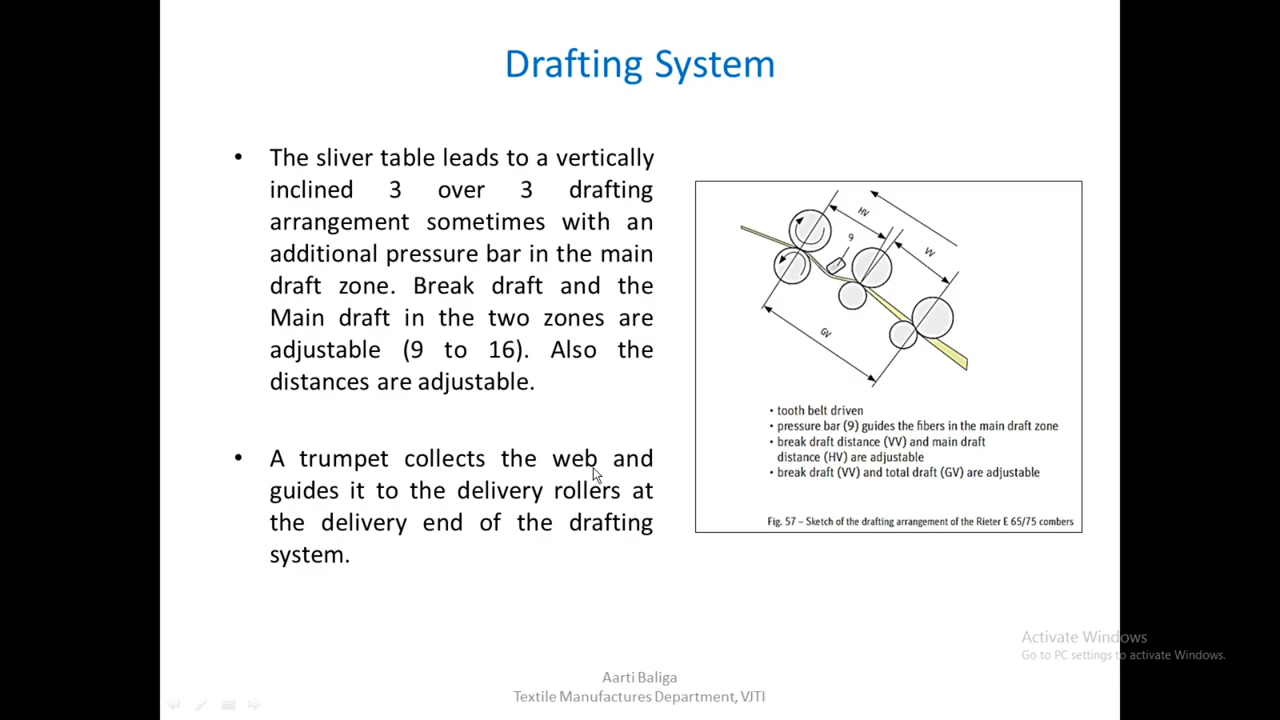 Drafting System
• The sliver table leads to a vertically
inclined 3 over 3 drafting
arrangement sometimes with an
additional pressure bar in the main
draft zone. Break draft and the
Main draft in the two zones are
adjustable (9 to 16). Also the
distances are adjustable.
• A trumpet collects the web and
guides it to the delivery rollers at
the delivery end of the drafting
system.
HV
9
VV
GV
• tooth belt driven
• pressure bar (9) guides the fibers in the main draft zone
• break draft distance (VV) and main draft
distance (HV) are adjustable
• break draft (VV) and total draft (GV) are adjustable
Fig. 57 – Sketch of the drafting arrangement of the Rieter E 65/75 combers
Activate Windows
Go to PC settings to activate Windows.
Aarti Baliga
Textile Manufactures Department, VJTI